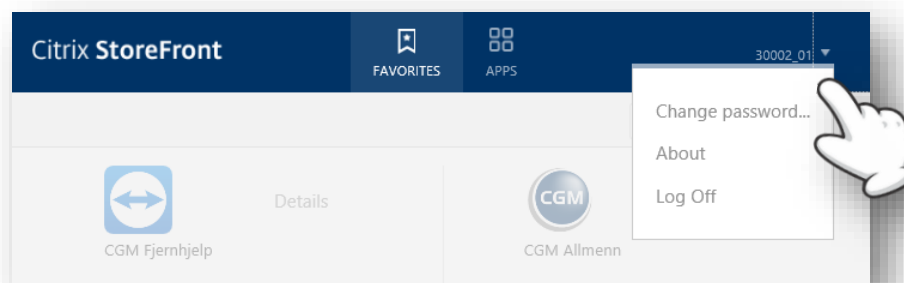 Citrix StoreFront
FAVORITES
APPS
30002_01
Change password...
About
Log Off
Details
CGM
CGM Fjernhjelp
CGM Allmenn